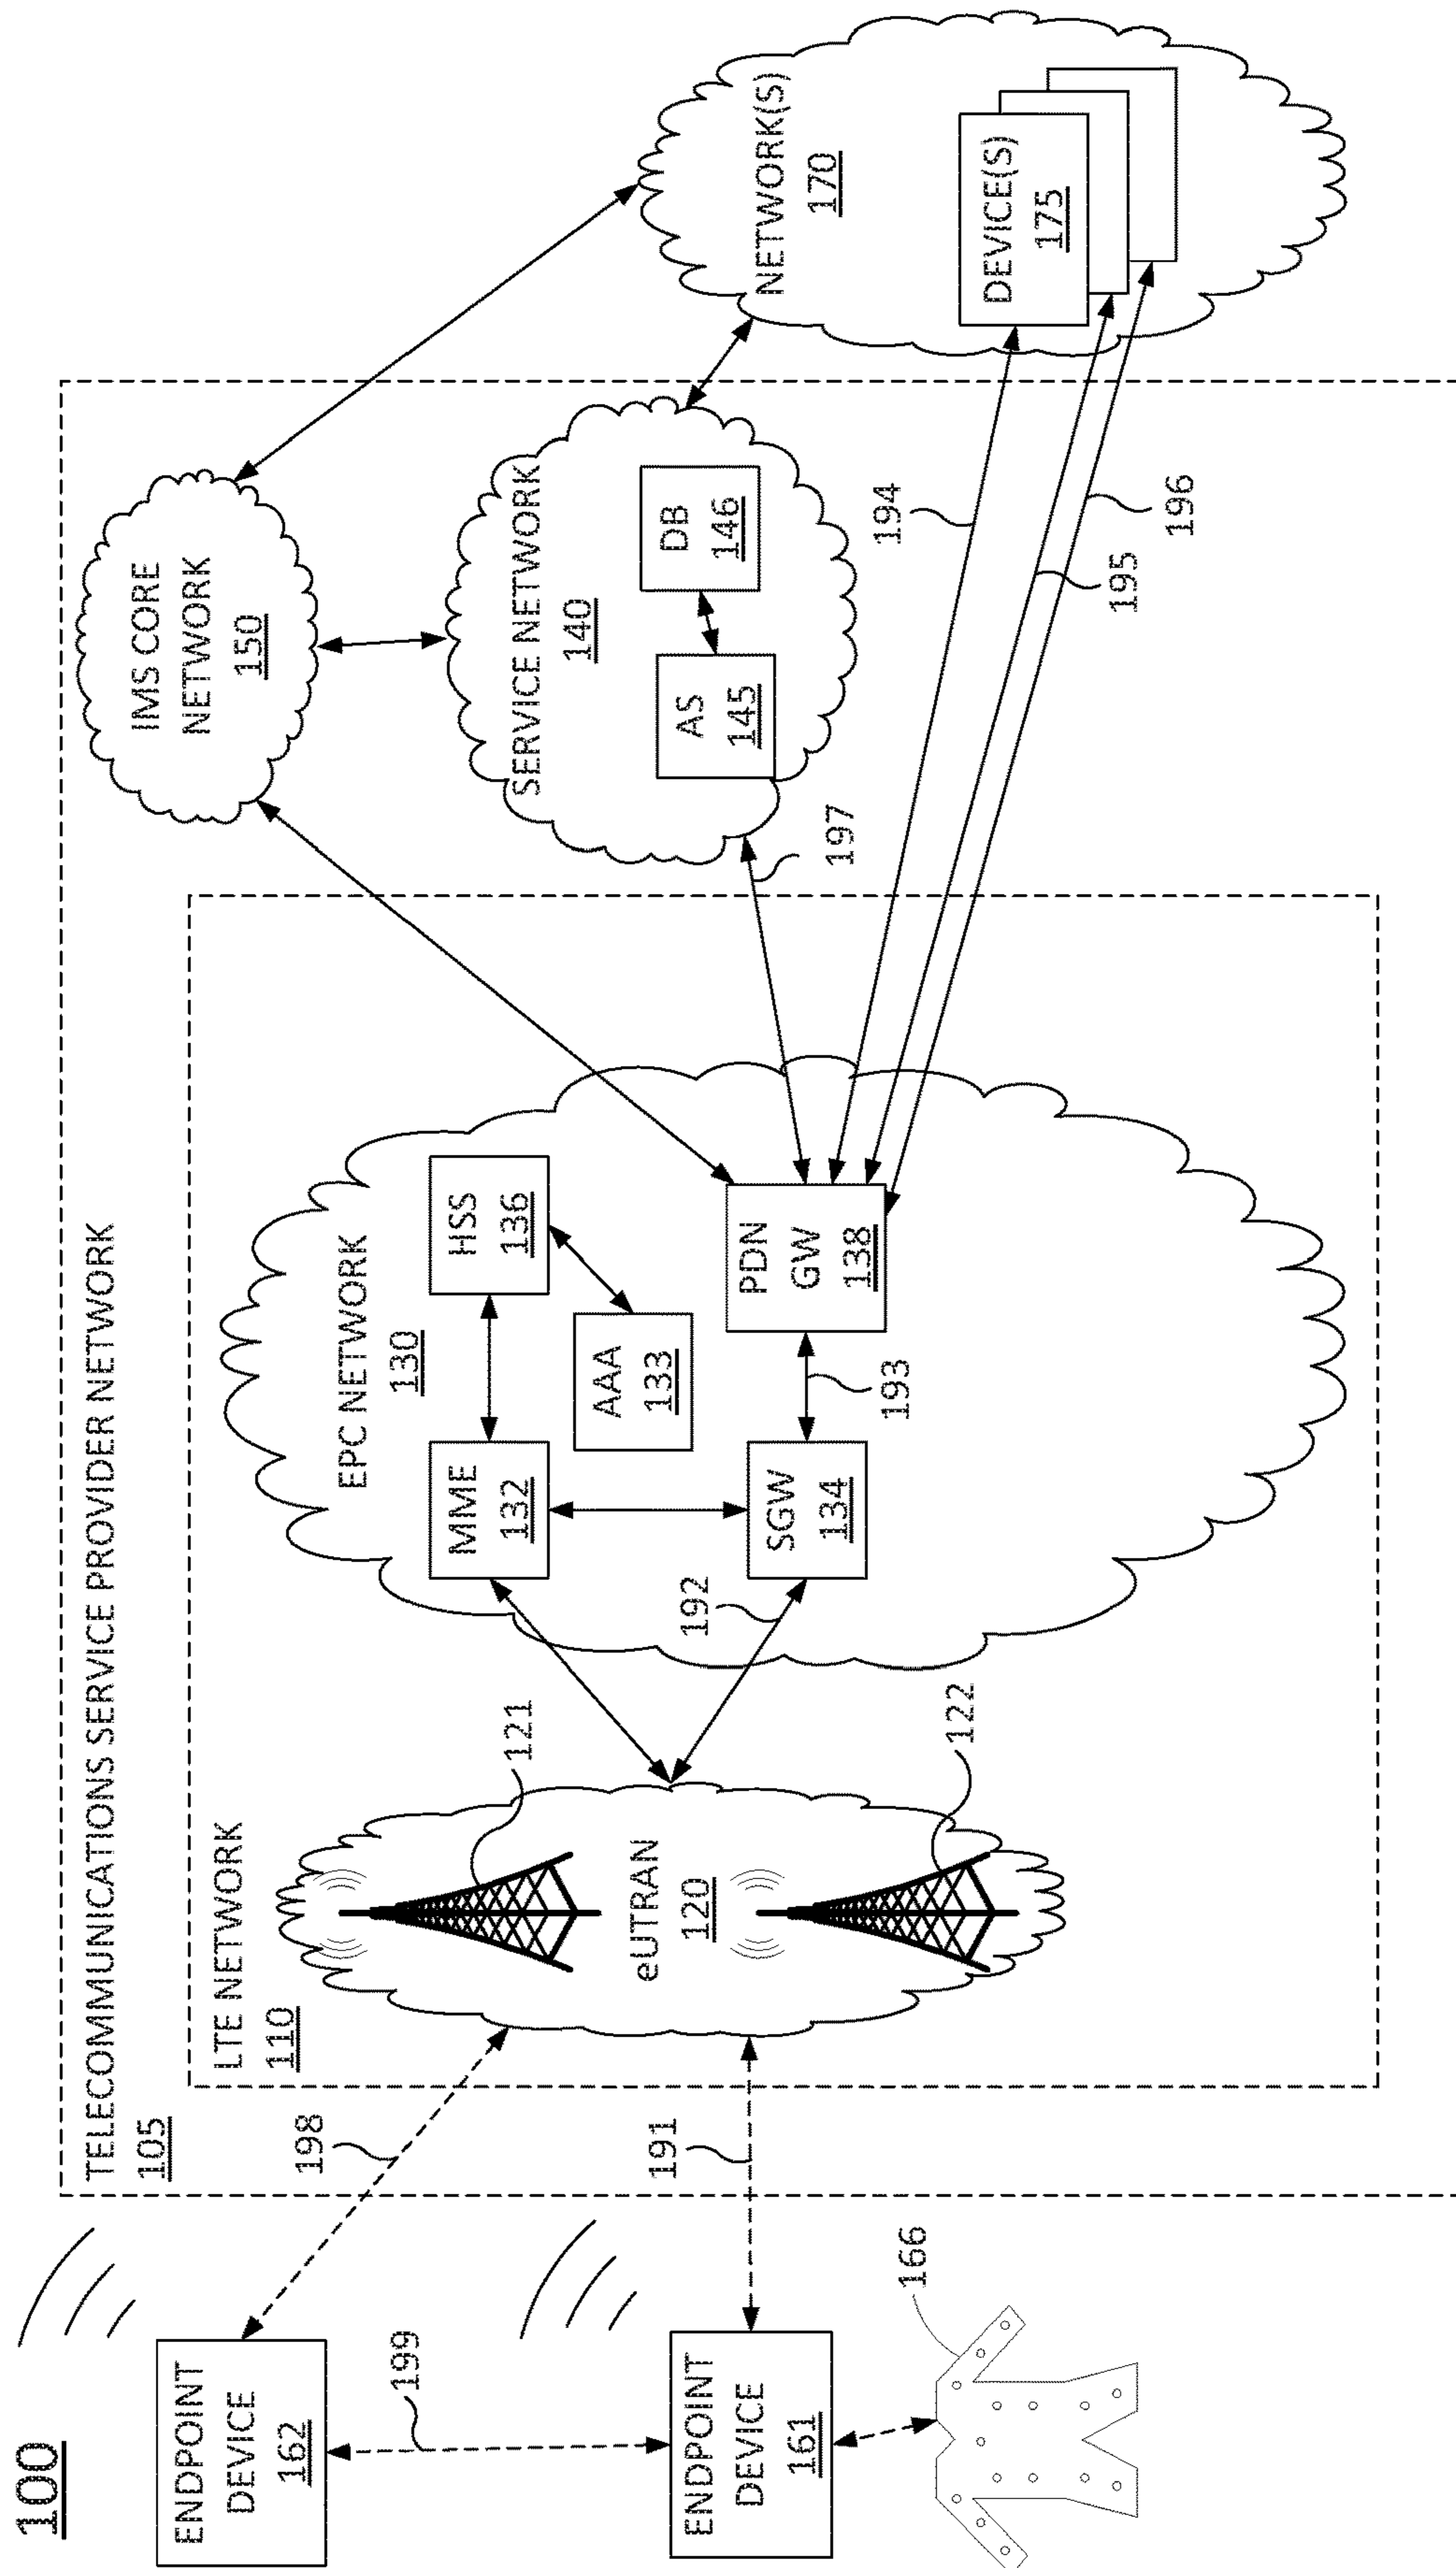 100
TELECOMMUNICATIONS SERVICE PROVIDER NETWORK
105
LTE NETWORK
110
ENDPOINT
DEVICE
162
198
199
ENDPOINT
DEVICE
161
191
166
121
eUTRAN
120
122
EPC NETWORK
130
MME
132
HSS
136
AAA
133
192
SGW
134
193
PDN
GW
138
IMS CORE
NETWORK
150
SERVICE NETWORK
140
AS
145
DB
146
197
194
195
196
NETWORK(S)
170
DEVICE(S)
175